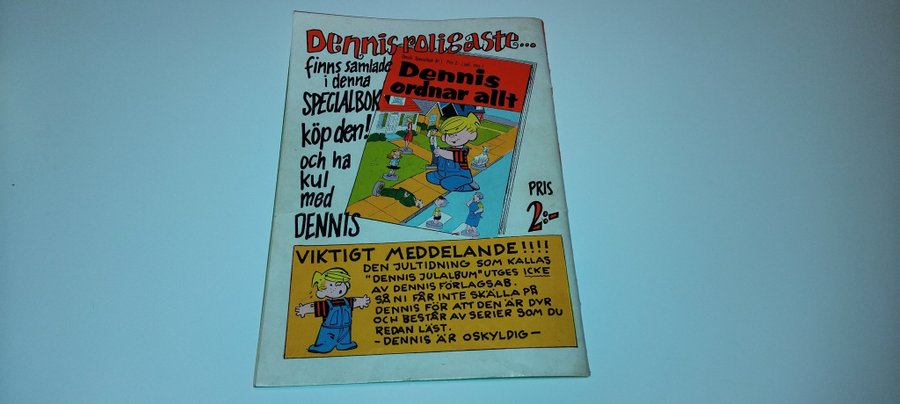 Dennis roligaste...
finns samlade
i denna
SPECIALBOK
köp den!
och ha
kul
med
DENNIS
Dennis
ordnar allt
PRIS
2:-
VIKTIGT MEDDELANDE!!!!
DEN JULTIDNING SOM KALLAS
"DENNIS JULALBUM" UTGES ICKE
AV DENNIS FÖRLAGSAB.
SÅ NI FÅR INTE SKÄLLA PÅ
DENNIS FÖR ATT DEN ÄR DYR
OCH BESTÅR AV SERIER SOM DU
REDAN LÄST.
- DENNIS ÄR OSKYLDIG -